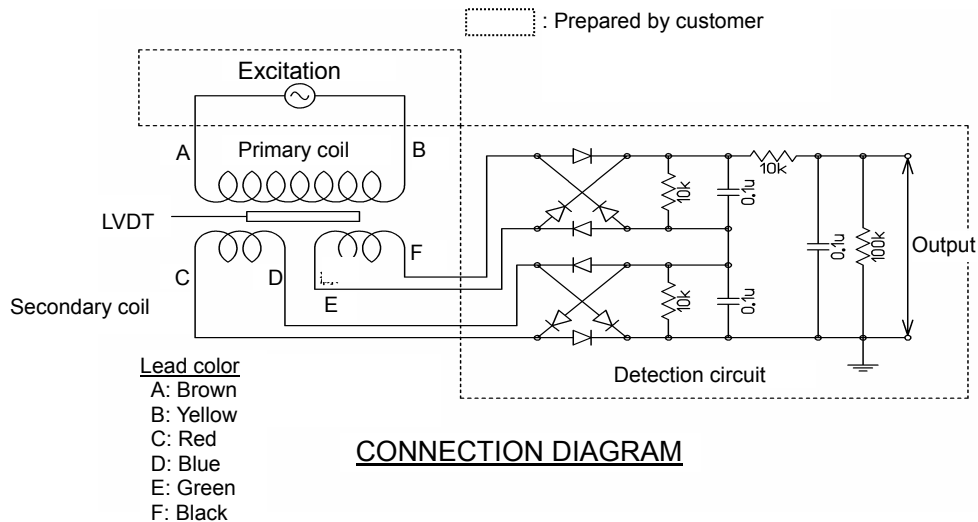 : Prepared by customer
Excitation
A
Primary coil
B
10k
LVDT
10k
0.1u
F
0.1u
100k
Output
C
D
E
10k
0.1u
Secondary coil
Detection circuit
Lead color
A: Brown
B: Yellow
C: Red
D: Blue
E: Green
F: Black
CONNECTION DIAGRAM